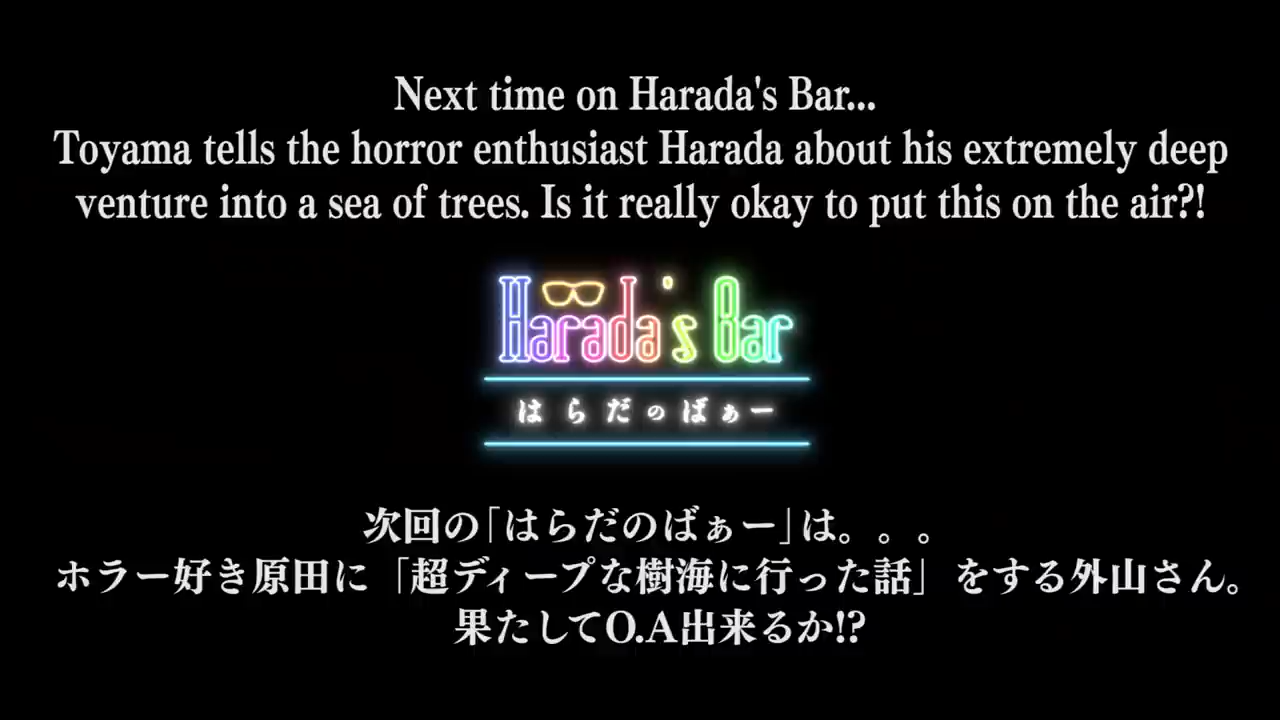 Next time on Harada's Bar...
Toyama tells the horror enthusiast Harada about his extremely deep
venture into a sea of trees. Is it really okay to put this on the air?!
Harada's Bar
はらだのばぁー
次回の「はらだのばぁー」は。。。
ホラー好き原田に「超ディープな樹海に行った話」をする外山さん。
果たしてO.A出来るか!?